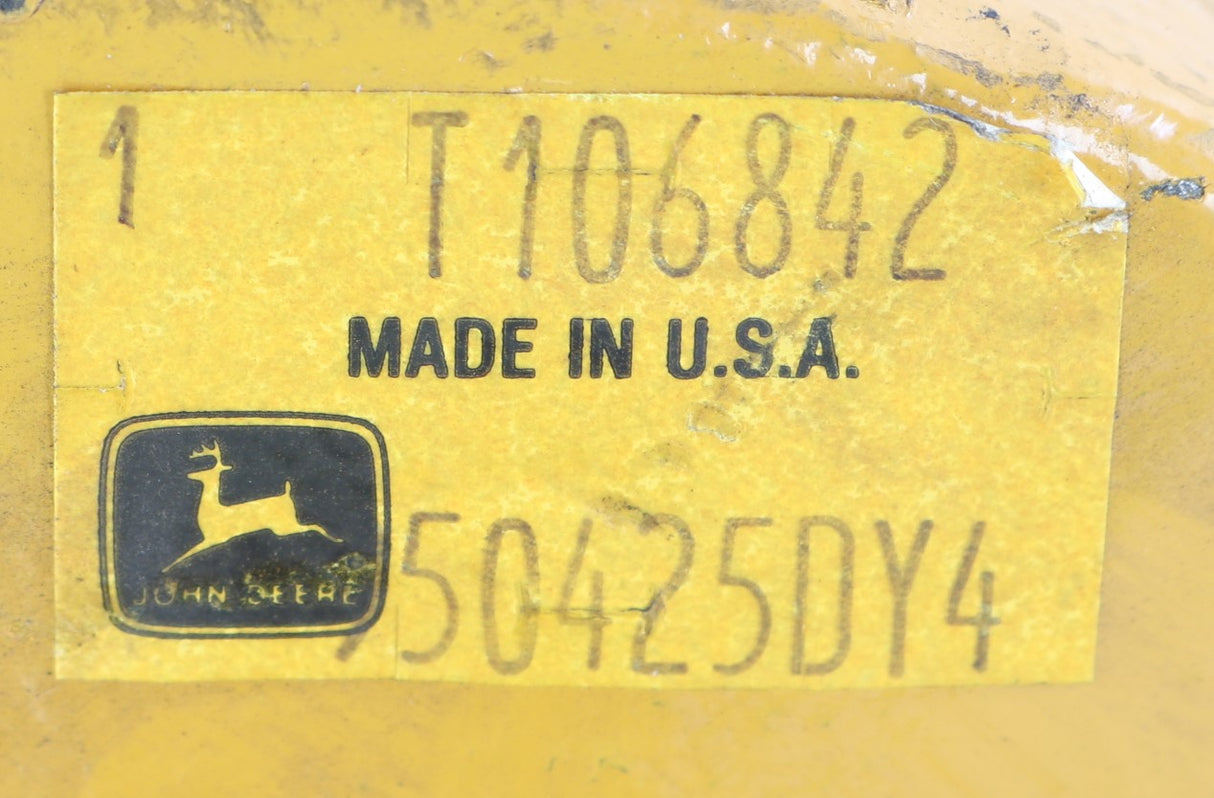 1 T106842
MADE IN U.S.A.
JOHN DEERE
50425DY4